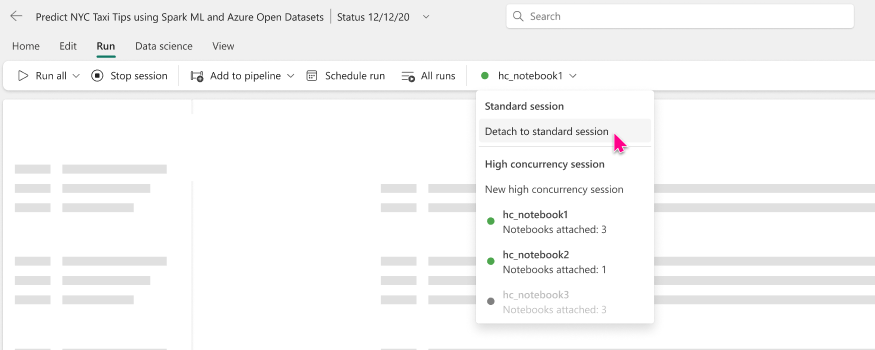 Predict NYC Taxi Tips using Spark ML and Azure Open Datasets Status 12/12/20 Search
Home Edit Run Data science View
Run all Stop session Add to pipeline Schedule run All runs hc_notebook1
Standard session
Detach to standard session
High concurrency session
New high concurrency session
hc_notebook1
Notebooks attached: 3
hc_notebook2
Notebooks attached: 1
hc_notebook3
Notebooks attached: 3